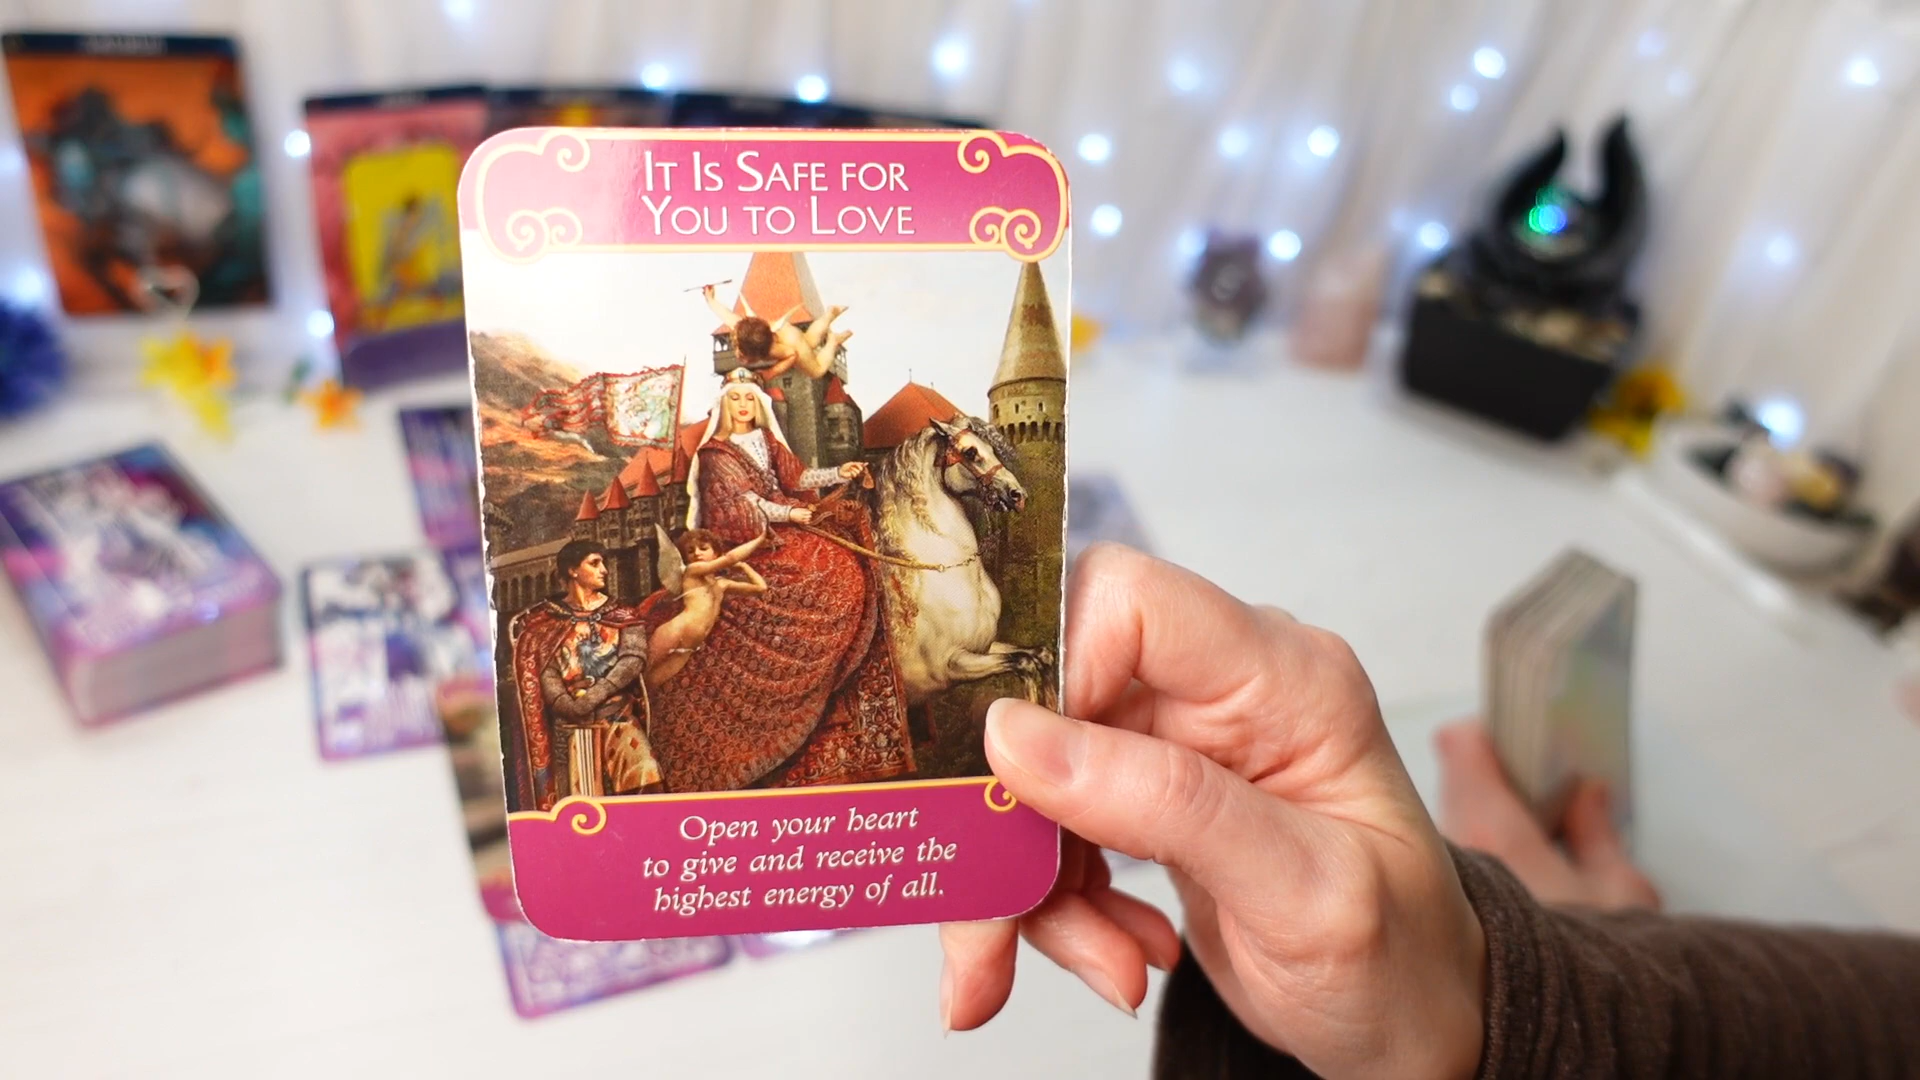 It Is Safe for
You to Love
Open your heart
to give and receive the
highest energy of all.